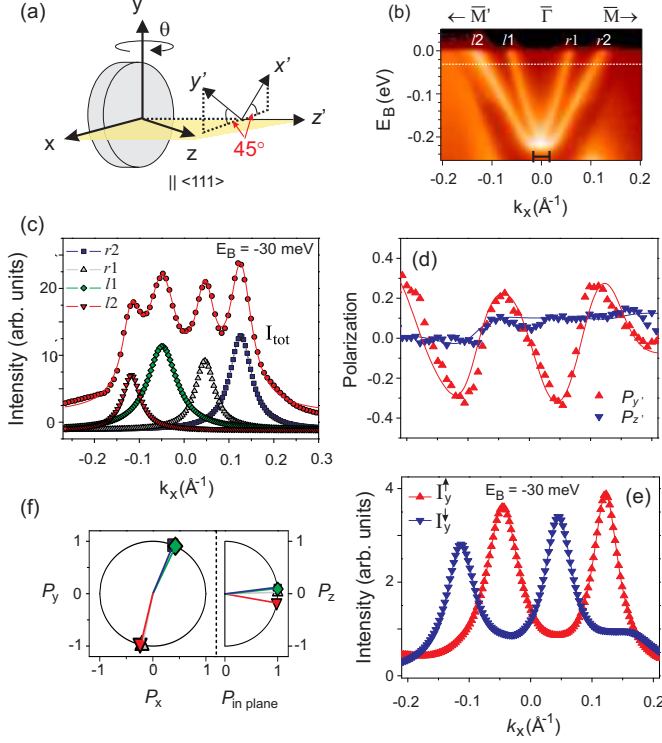 (a)
y
θ
y'
x'
z'
x
z
45°
|| <111>
(b)
← M̅'
Γ̅
M̅ →
l2
l1
r1
r2
E_B(eV)
0.0
-0.1
-0.2
-0.2
-0.1
0.0
0.1
k_x(Å⁻¹)
(c)
r2
r1
l1
l2
E_B = -30 meV
I_tot
Intensity (arb. units)
20
10
0
-0.2
-0.1
0.0
0.1
0.2
0.3
k_x(Å⁻¹)
(d)
Polarization
0.4
0.2
0.0
-0.2
-0.4
P_y'
P_z'
(f)
P_y
1
0
-1
-1
0
1
P_x
0
1
P_in plane
1
0
-1
P_z
(e)
I_y↑
I_y↓
E_B = -30 meV
Intensity (arb. units)
4
2
0
-0.2
-0.1
0.0
0.1
0.2
k_x(Å⁻¹)